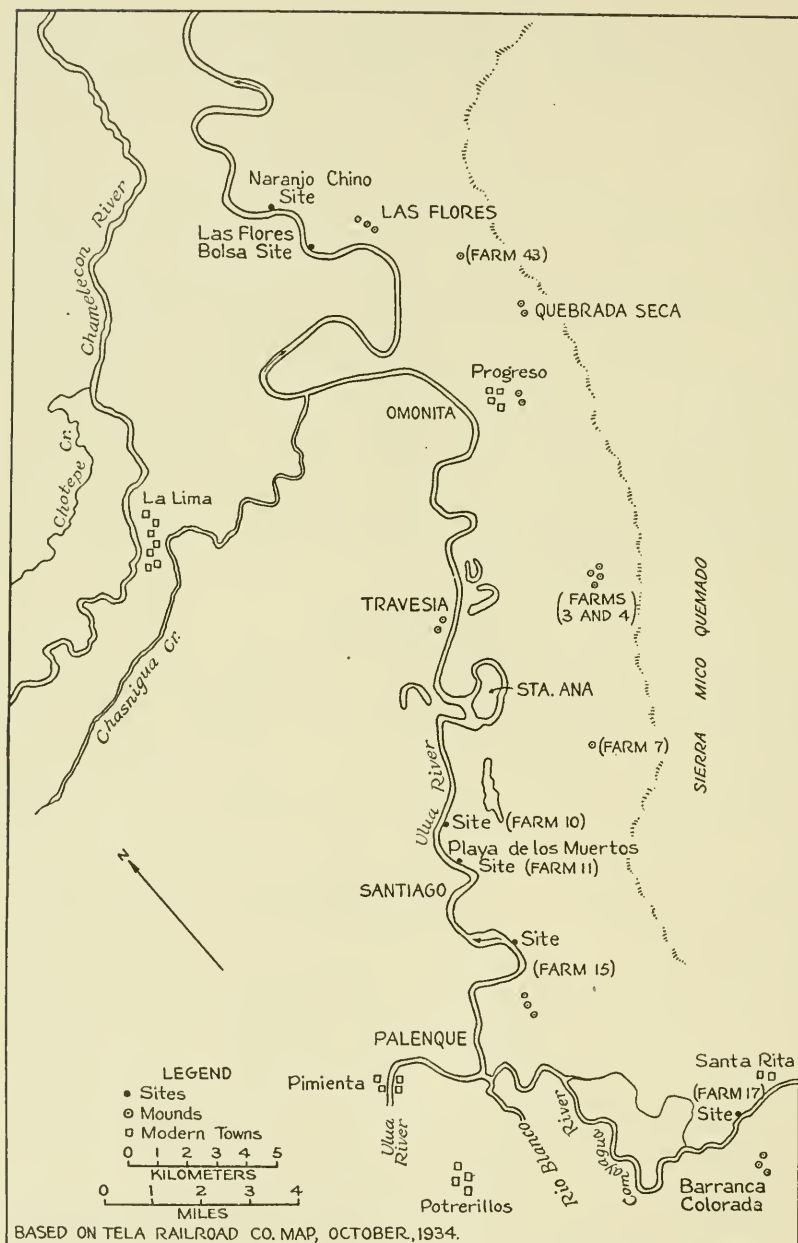 Naranjo Chino
Site
LAS FLORES
Las Flores
Bolsa Site
(FARM 43)
Chamelecon River
QUEBRADA SECA
Progreso
OMONITA
Chotepe Cr.
La Lima
TRAVESIA
(FARMS
3 AND 4)
SIERRA MICO QUEMADO
Chasnigua Cr.
STA. ANA
(FARM 7)
Ulua River
Site (FARM 10)
Playa de los Muertos
Site (FARM 11)
SANTIAGO
N
Site
(FARM 15)
PALENQUE
LEGEND
Sites
Mounds
Modern Towns
0 1 2 3 4 5
KILOMETERS
0 1 2 3 4
MILES
Pimienta
Ulua
River
Potrerillos
Rio Blanco
Comayagua River
Santa Rita
(FARM 17)
Site
Barranca
Colorada
BASED ON TELA RAILROAD CO. MAP, OCTOBER, 1934.